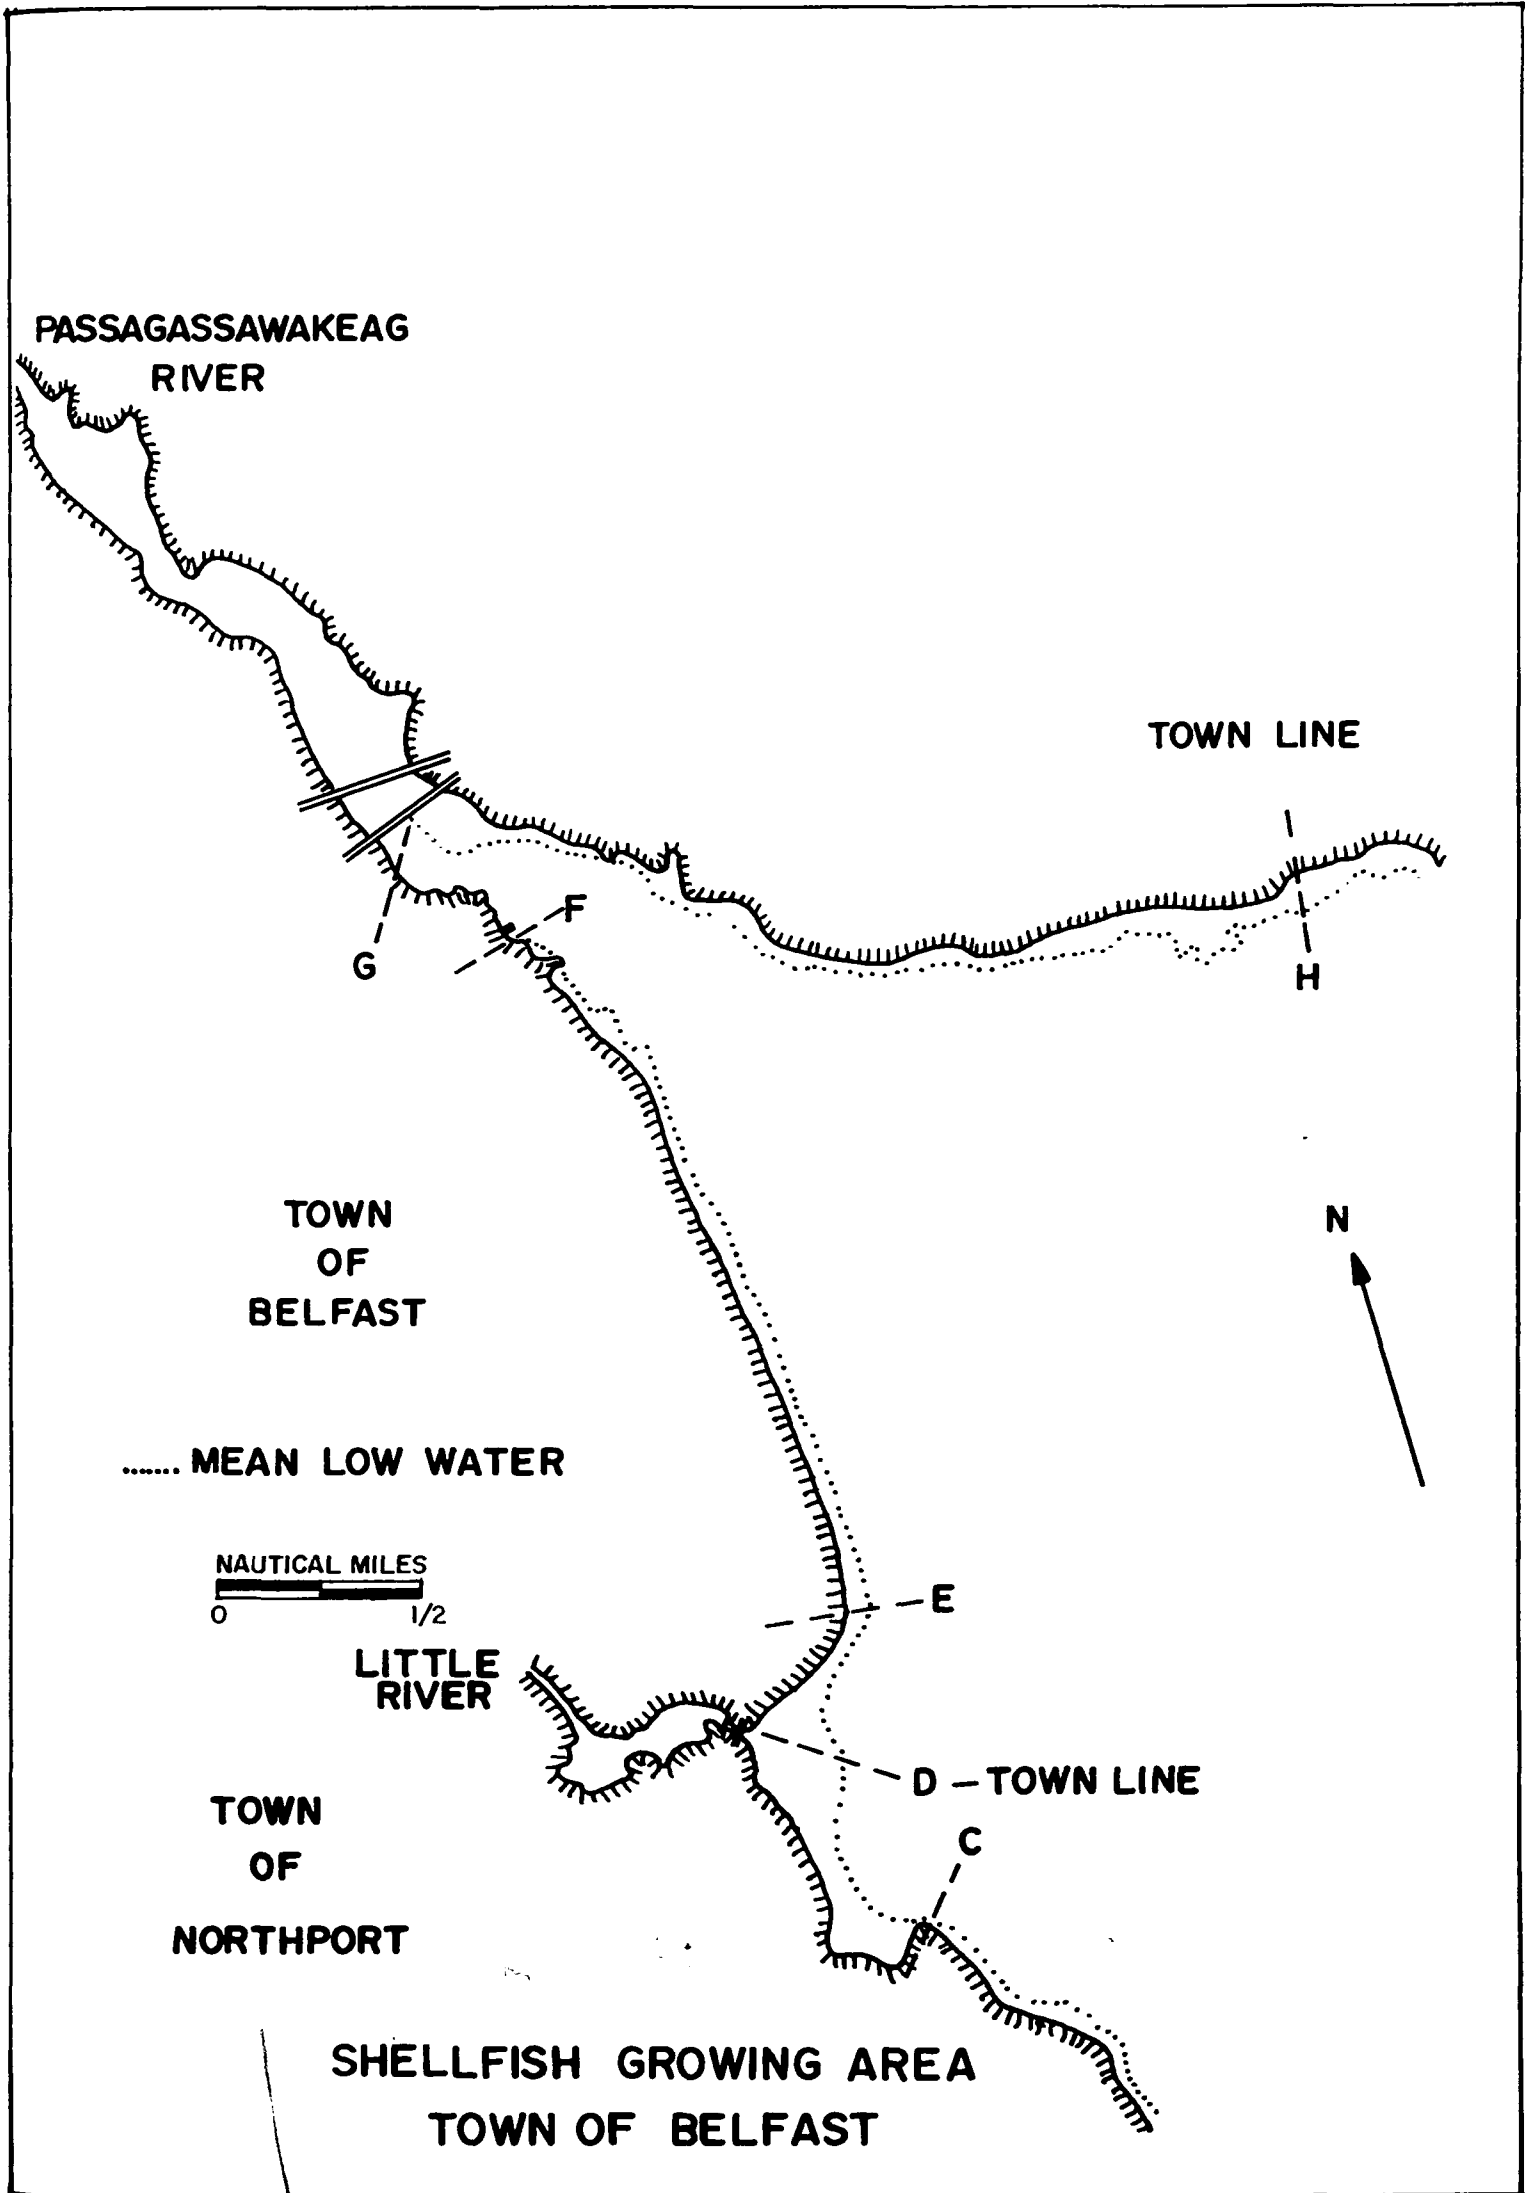 PASSAGASSAWAKEAG
RIVER
TOWN LINE
F
G
H
N
TOWN
OF
BELFAST
....... MEAN LOW WATER
NAUTICAL MILES
0 1/2
E
LITTLE
RIVER
D – TOWN LINE
C
TOWN
OF
NORTHPORT
SHELLFISH GROWING AREA
TOWN OF BELFAST